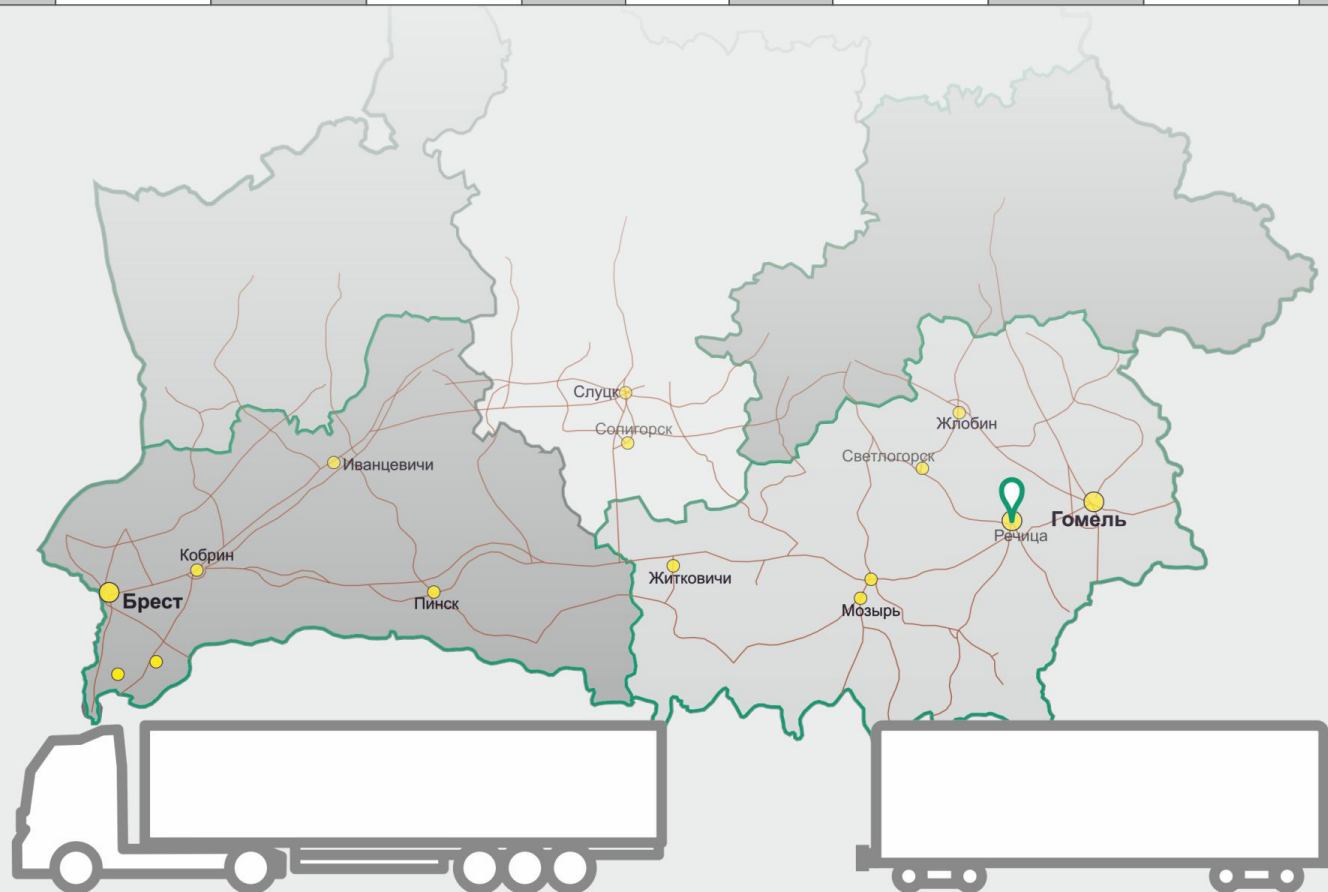 Слуцк
Солигорск
Жлобин
Светлогорск
Иванцевичи
Гомель
Речица
Кобрин
Житковичи
Брест
Пинск
Мозырь